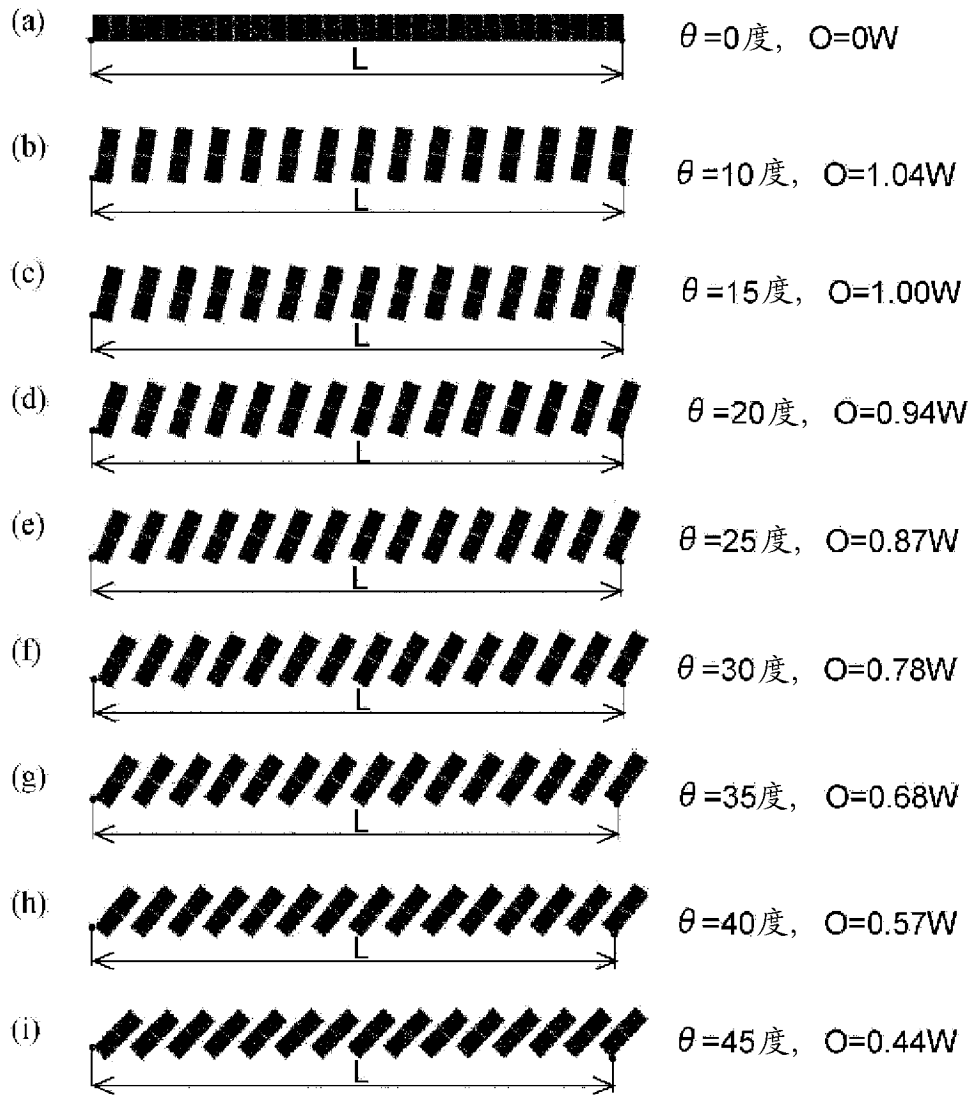 (a) θ=0度, O=0W
L
(b) θ=10度, O=1.04W
L
(c) θ=15度, O=1.00W
L
(d) θ=20度, O=0.94W
L
(e) θ=25度, O=0.87W
L
(f) θ=30度, O=0.78W
L
(g) θ=35度, O=0.68W
L
(h) θ=40度, O=0.57W
L
(i) θ=45度, O=0.44W
L